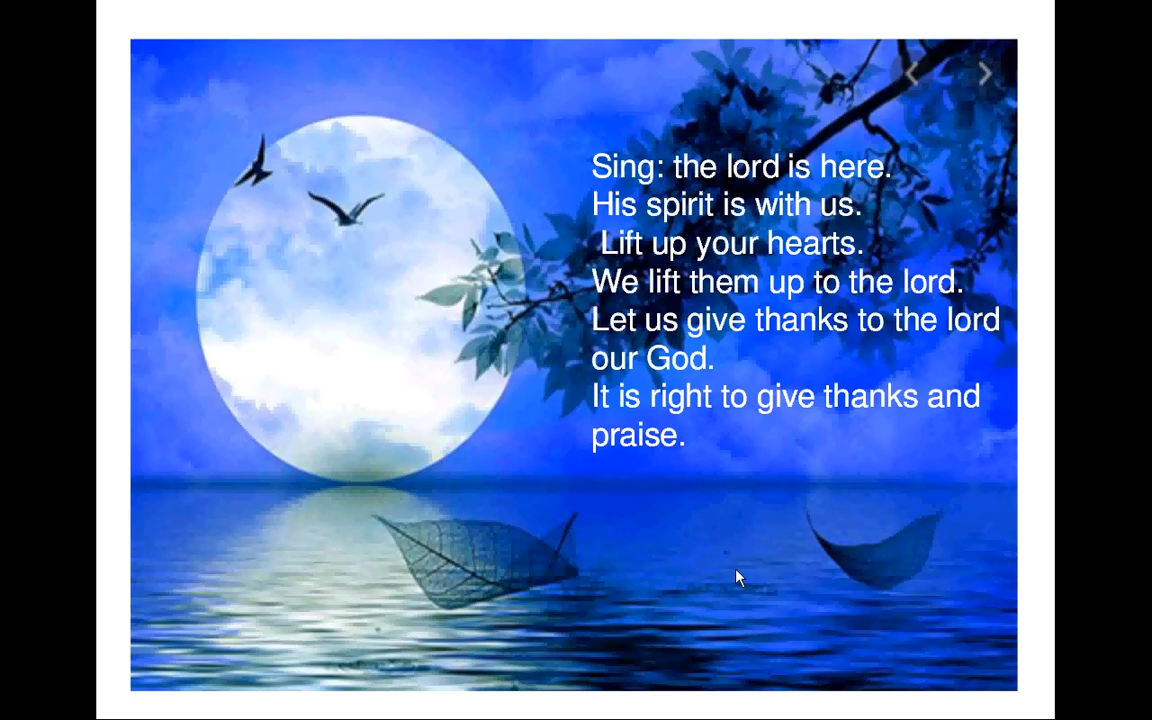 Sing: the lord is here.
His spirit is with us.
Lift up your hearts.
We lift them up to the lord.
Let us give thanks to the lord
our God.
It is right to give thanks and
praise.